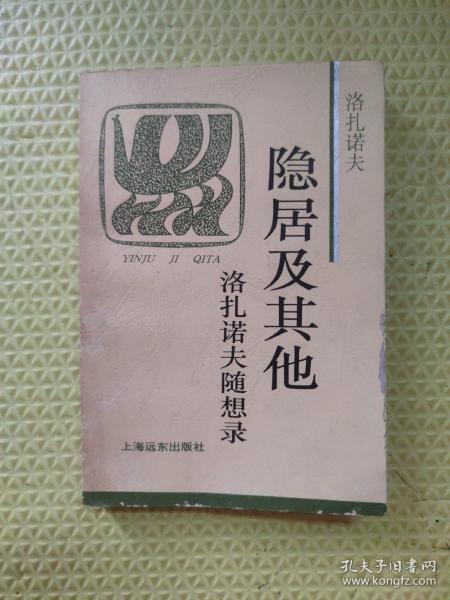 洛扎诺夫
隐居及其他
洛扎诺夫随想录
YINJU JI QITA
上海远东出版社
孔夫子旧书网
www.kongfz.com